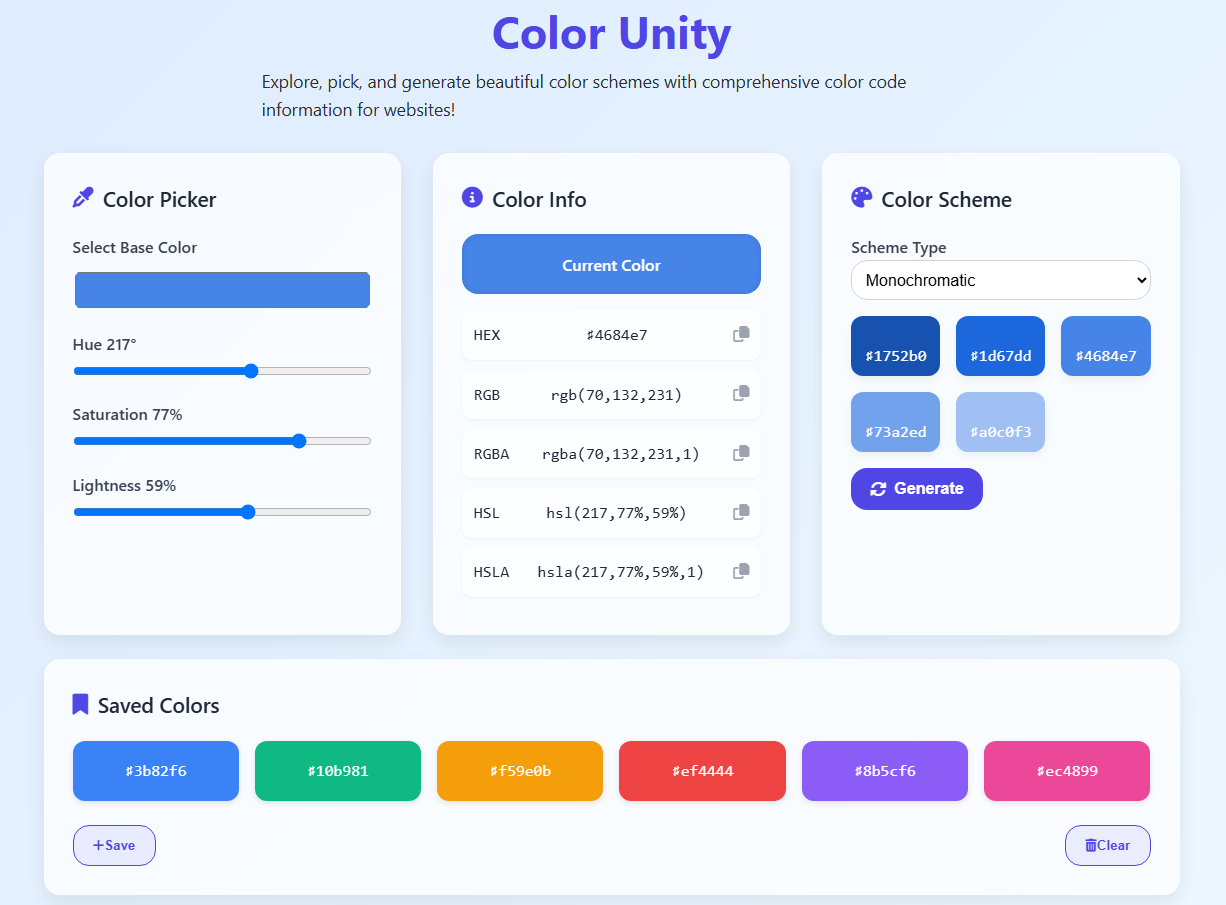 Color Unity
Explore, pick, and generate beautiful color schemes with comprehensive color code
information for websites!
Color Picker
Select Base Color
Hue 217°
Saturation 77%
Lightness 59%
Color Info
Current Color
HEX #4684e7
RGB rgb(70,132,231)
RGBA rgba(70,132,231,1)
HSL hsl(217,77%,59%)
HSLA hsla(217,77%,59%,1)
Color Scheme
Scheme Type
Monochromatic
#1752b0 #1d67dd #4684e7
#73a2ed #a0c0f3
Generate
Saved Colors
#3b82f6 #10b981 #f59e0b #ef4444 #8b5cf6 #ec4899
+Save Clear